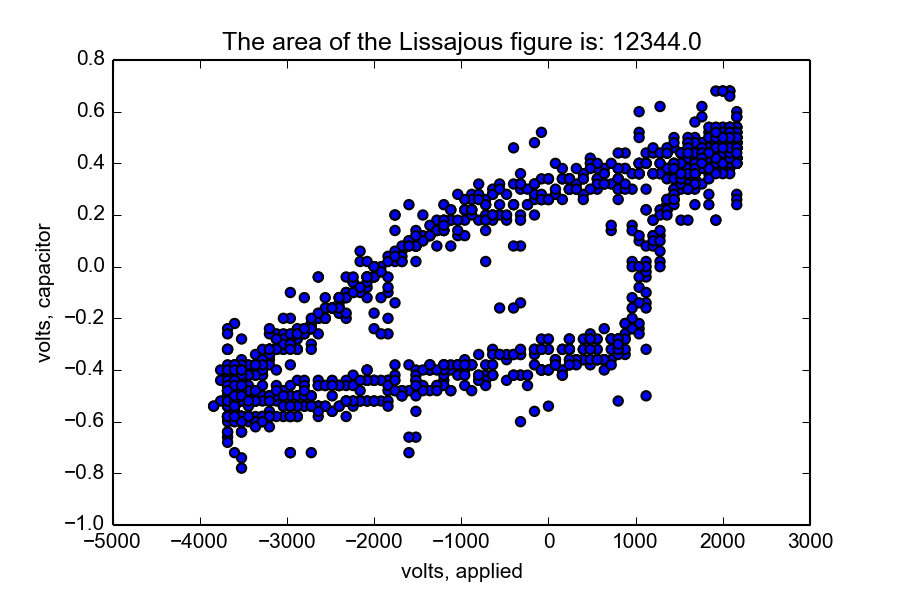 The area of the Lissajous figure is: 12344.0
0.8
0.6
0.4
0.2
0.0
−0.2
−0.4
−0.6
−0.8
−1.0
volts, capacitor
−5000 −4000 −3000 −2000 −1000 0 1000 2000 3000
volts, applied